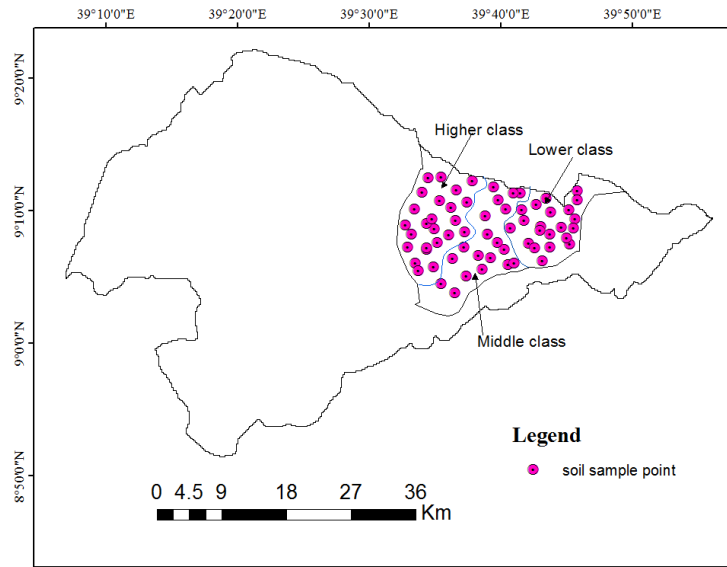 39°10'0"E 39°20'0"E 39°30'0"E 39°40'0"E 39°50'0"E
9°20'0"N
Higher class
Lower class
9°10'0"N
9°0'0"N
Middle class
Legend
soil sample point
8°50'0"N
0 4.5 9 18 27 36
Km